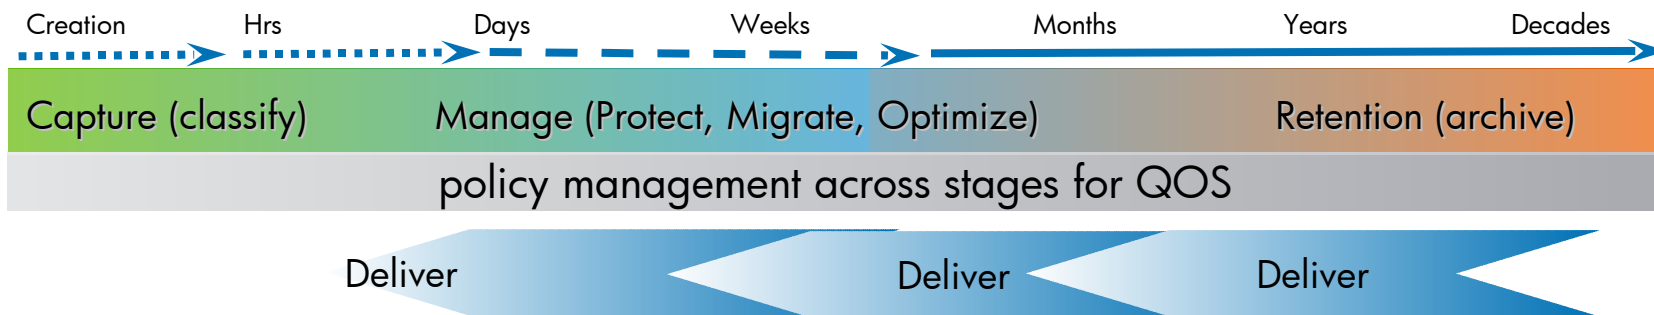 Creation Hrs Days Weeks Months Years Decades
Capture (classify) Manage (Protect, Migrate, Optimize) Retention (archive)
policy management across stages for QOS
Deliver Deliver Deliver